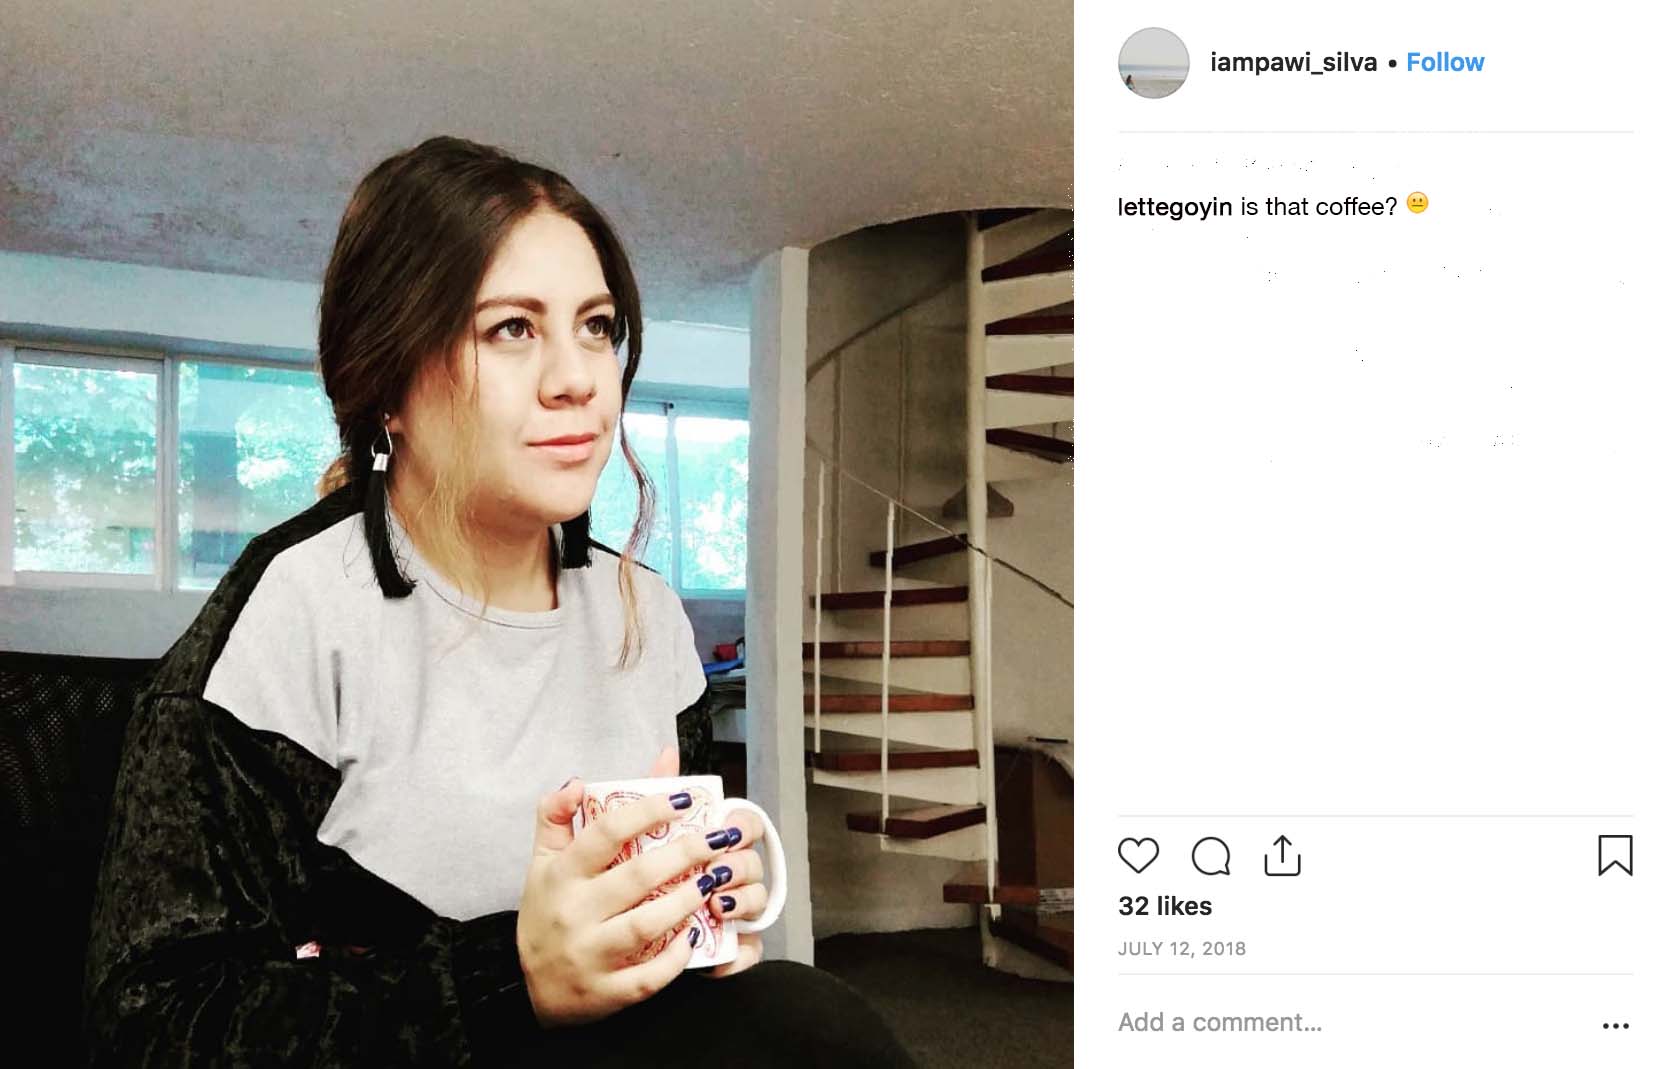 iampawi_silva • Follow
lettegoyin is that coffee? 😐
32 likes
JULY 12, 2018
Add a comment...